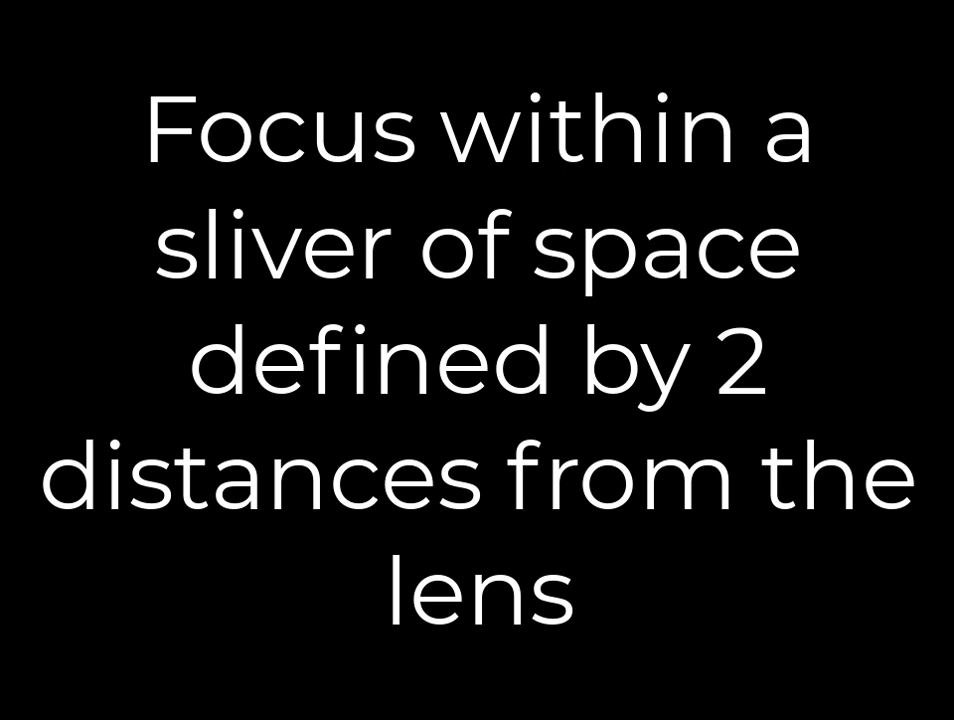 Focus within a
sliver of space
defined by 2
distances from the
lens